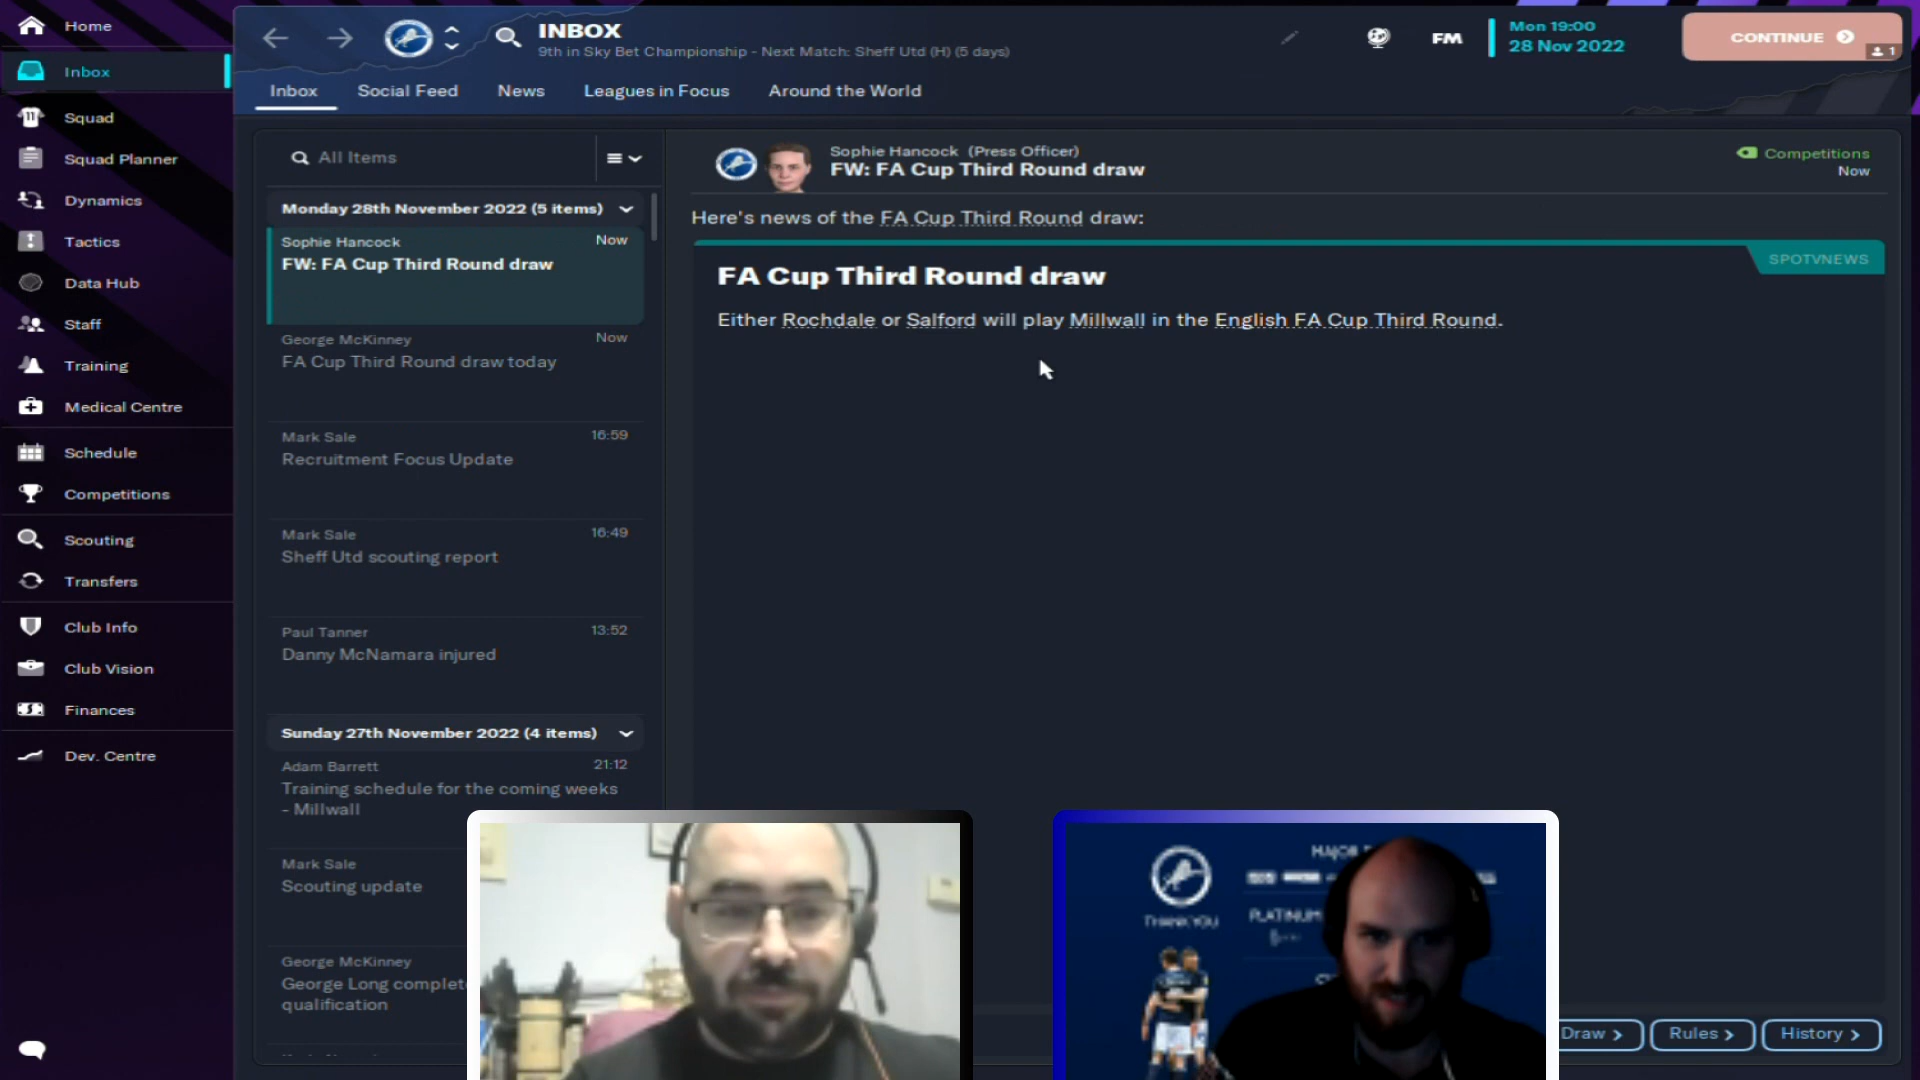 Home
Inbox
Squad
Squad Planner
Dynamics
Tactics
Data Hub
Staff
Training
Medical Centre
Schedule
Competitions
Scouting
Transfers
Club Info
Club Vision
Finances
Dev. Centre
INBOX
9th in Sky Bet Championship - Next Match: Sheff Utd (H) (5 days)
FM
Mon 19:00
28 Nov 2022
CONTINUE
1
Inbox
Social Feed
News
Leagues in Focus
Around the World
All Items
Monday 28th November 2022 (5 items)
Sophie Hancock Now
FW: FA Cup Third Round draw
George McKinney Now
FA Cup Third Round draw today
Mark Sale 16:59
Recruitment Focus Update
Mark Sale 16:49
Sheff Utd scouting report
Paul Tanner 13:52
Danny McNamara injured
Sunday 27th November 2022 (4 items)
Adam Barrett 21:12
Training schedule for the coming weeks
- Millwall
Mark Sale
Scouting update
George McKinney
George Long complet
qualification
Sophie Hancock (Press Officer)
FW: FA Cup Third Round draw
Competitions
Now
Here's news of the FA Cup Third Round draw:
SPOTVNEWS
FA Cup Third Round draw
Either Rochdale or Salford will play Millwall in the English FA Cup Third Round.
THANK YOU
PLATINUM
Draw
Rules
History